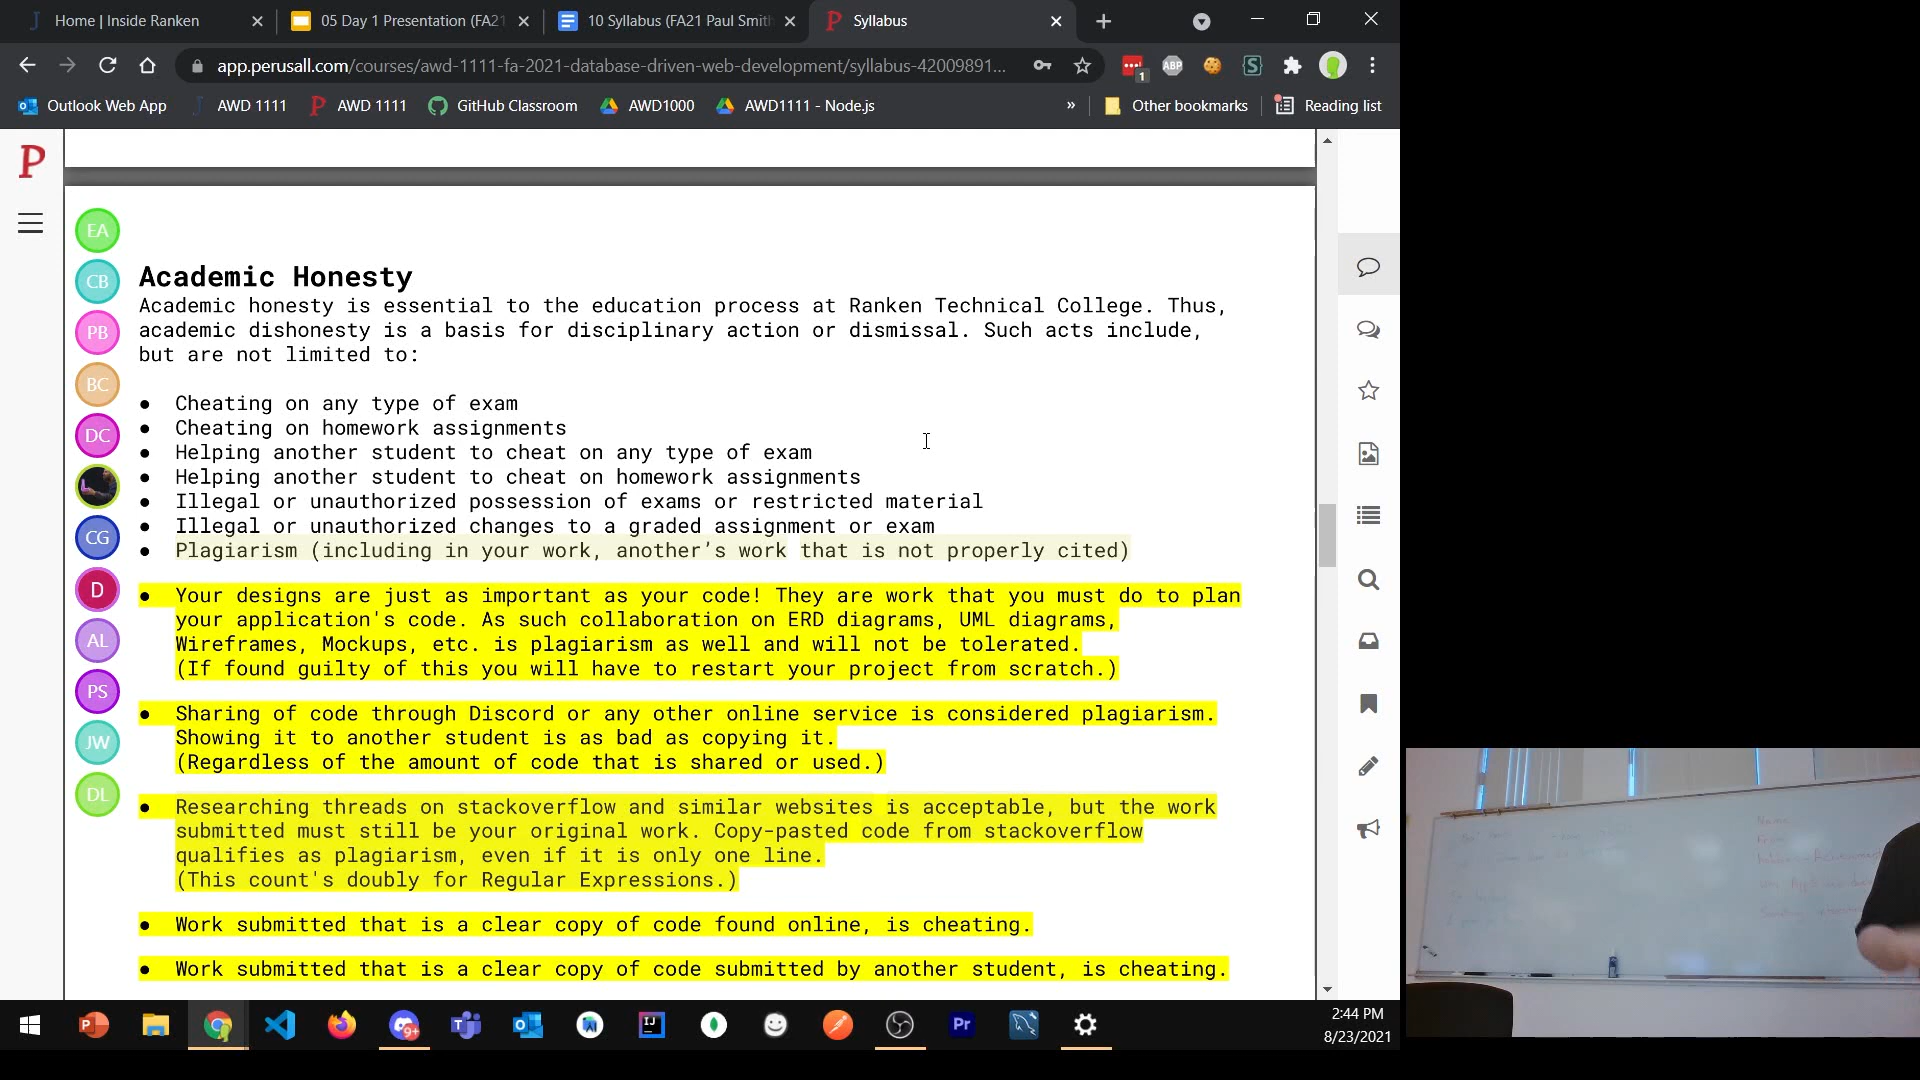 Home | Inside Ranken
05 Day 1 Presentation (FA21
10 Syllabus (FA21 Paul Smith
Syllabus
app.perusall.com/courses/awd-1111-fa-2021-database-driven-web-development/syllabus-42009891...
1
ABP
Outlook Web App
AWD 1111
AWD 1111
GitHub Classroom
AWD1000
AWD1111 - Node.js
»
Other bookmarks
Reading list
P
EA
CB
PB
BC
DC
CG
D
AL
PS
JW
DL
Academic Honesty
Academic honesty is essential to the education process at Ranken Technical College. Thus,
academic dishonesty is a basis for disciplinary action or dismissal. Such acts include,
but are not limited to:
● Cheating on any type of exam
● Cheating on homework assignments
● Helping another student to cheat on any type of exam
● Helping another student to cheat on homework assignments
● Illegal or unauthorized possession of exams or restricted material
● Illegal or unauthorized changes to a graded assignment or exam
● Plagiarism (including in your work, another’s work that is not properly cited)
● Your designs are just as important as your code! They are work that you must do to plan
your application's code. As such collaboration on ERD diagrams, UML diagrams,
Wireframes, Mockups, etc. is plagiarism as well and will not be tolerated.
(If found guilty of this you will have to restart your project from scratch.)
● Sharing of code through Discord or any other online service is considered plagiarism.
Showing it to another student is as bad as copying it.
(Regardless of the amount of code that is shared or used.)
● Researching threads on stackoverflow and similar websites is acceptable, but the work
submitted must still be your original work. Copy-pasted code from stackoverflow
qualifies as plagiarism, even if it is only one line.
(This count's doubly for Regular Expressions.)
● Work submitted that is a clear copy of code found online, is cheating.
● Work submitted that is a clear copy of code submitted by another student, is cheating.
9+
IJ
Pr
2:44 PM
8/23/2021
Name